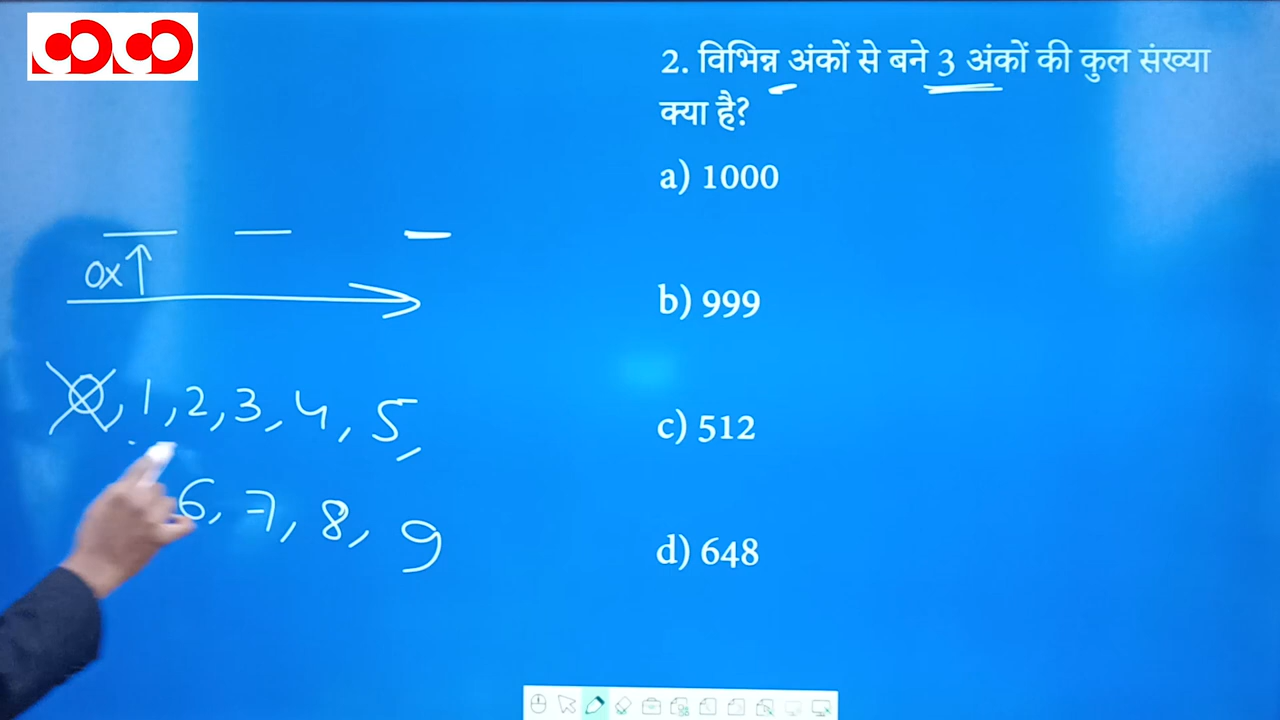 2. विभिन्न अंकों से बने 3 अंकों की कुल संख्या
क्या है?
a) 1000
b) 999
c) 512
d) 648
0x↑
0, 1, 2, 3, 4, 5,
6, 7, 8, 9